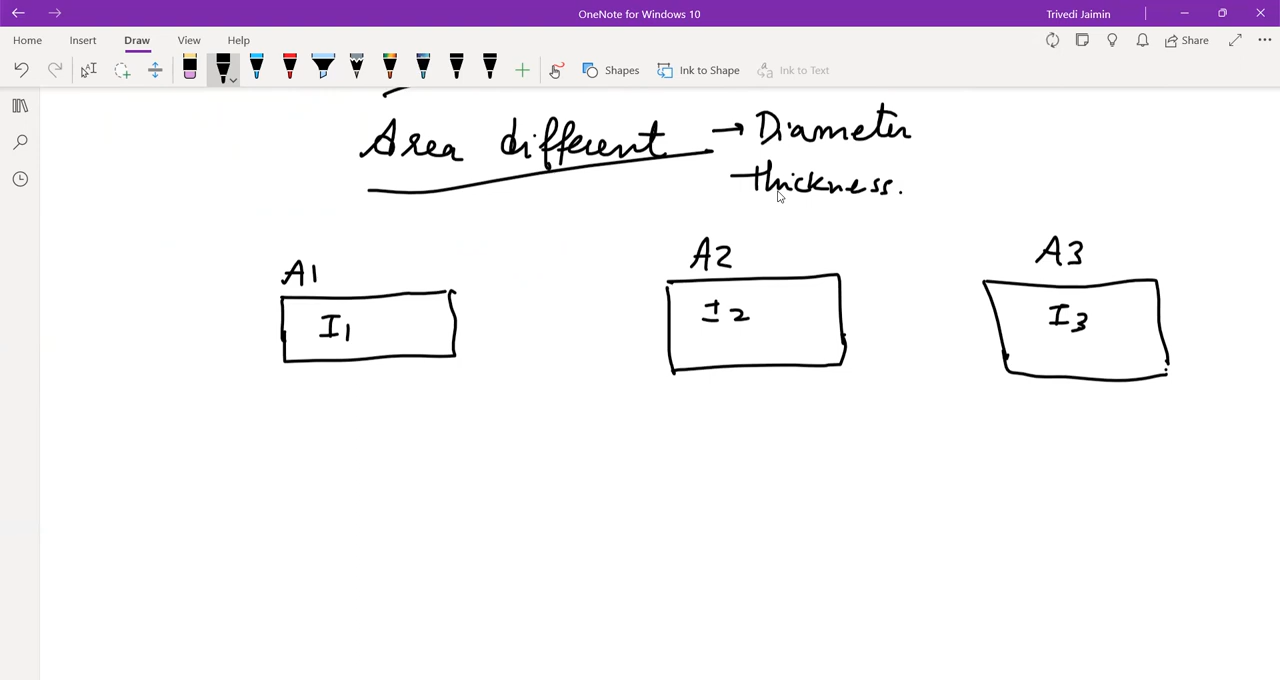 OneNote for Windows 10
Trivedi Jaimin
Home Insert Draw View Help
Share
Shapes Ink to Shape Ink to Text
Area different → Diameter
thickness.
A1 A2 A3
I1 I2 I3